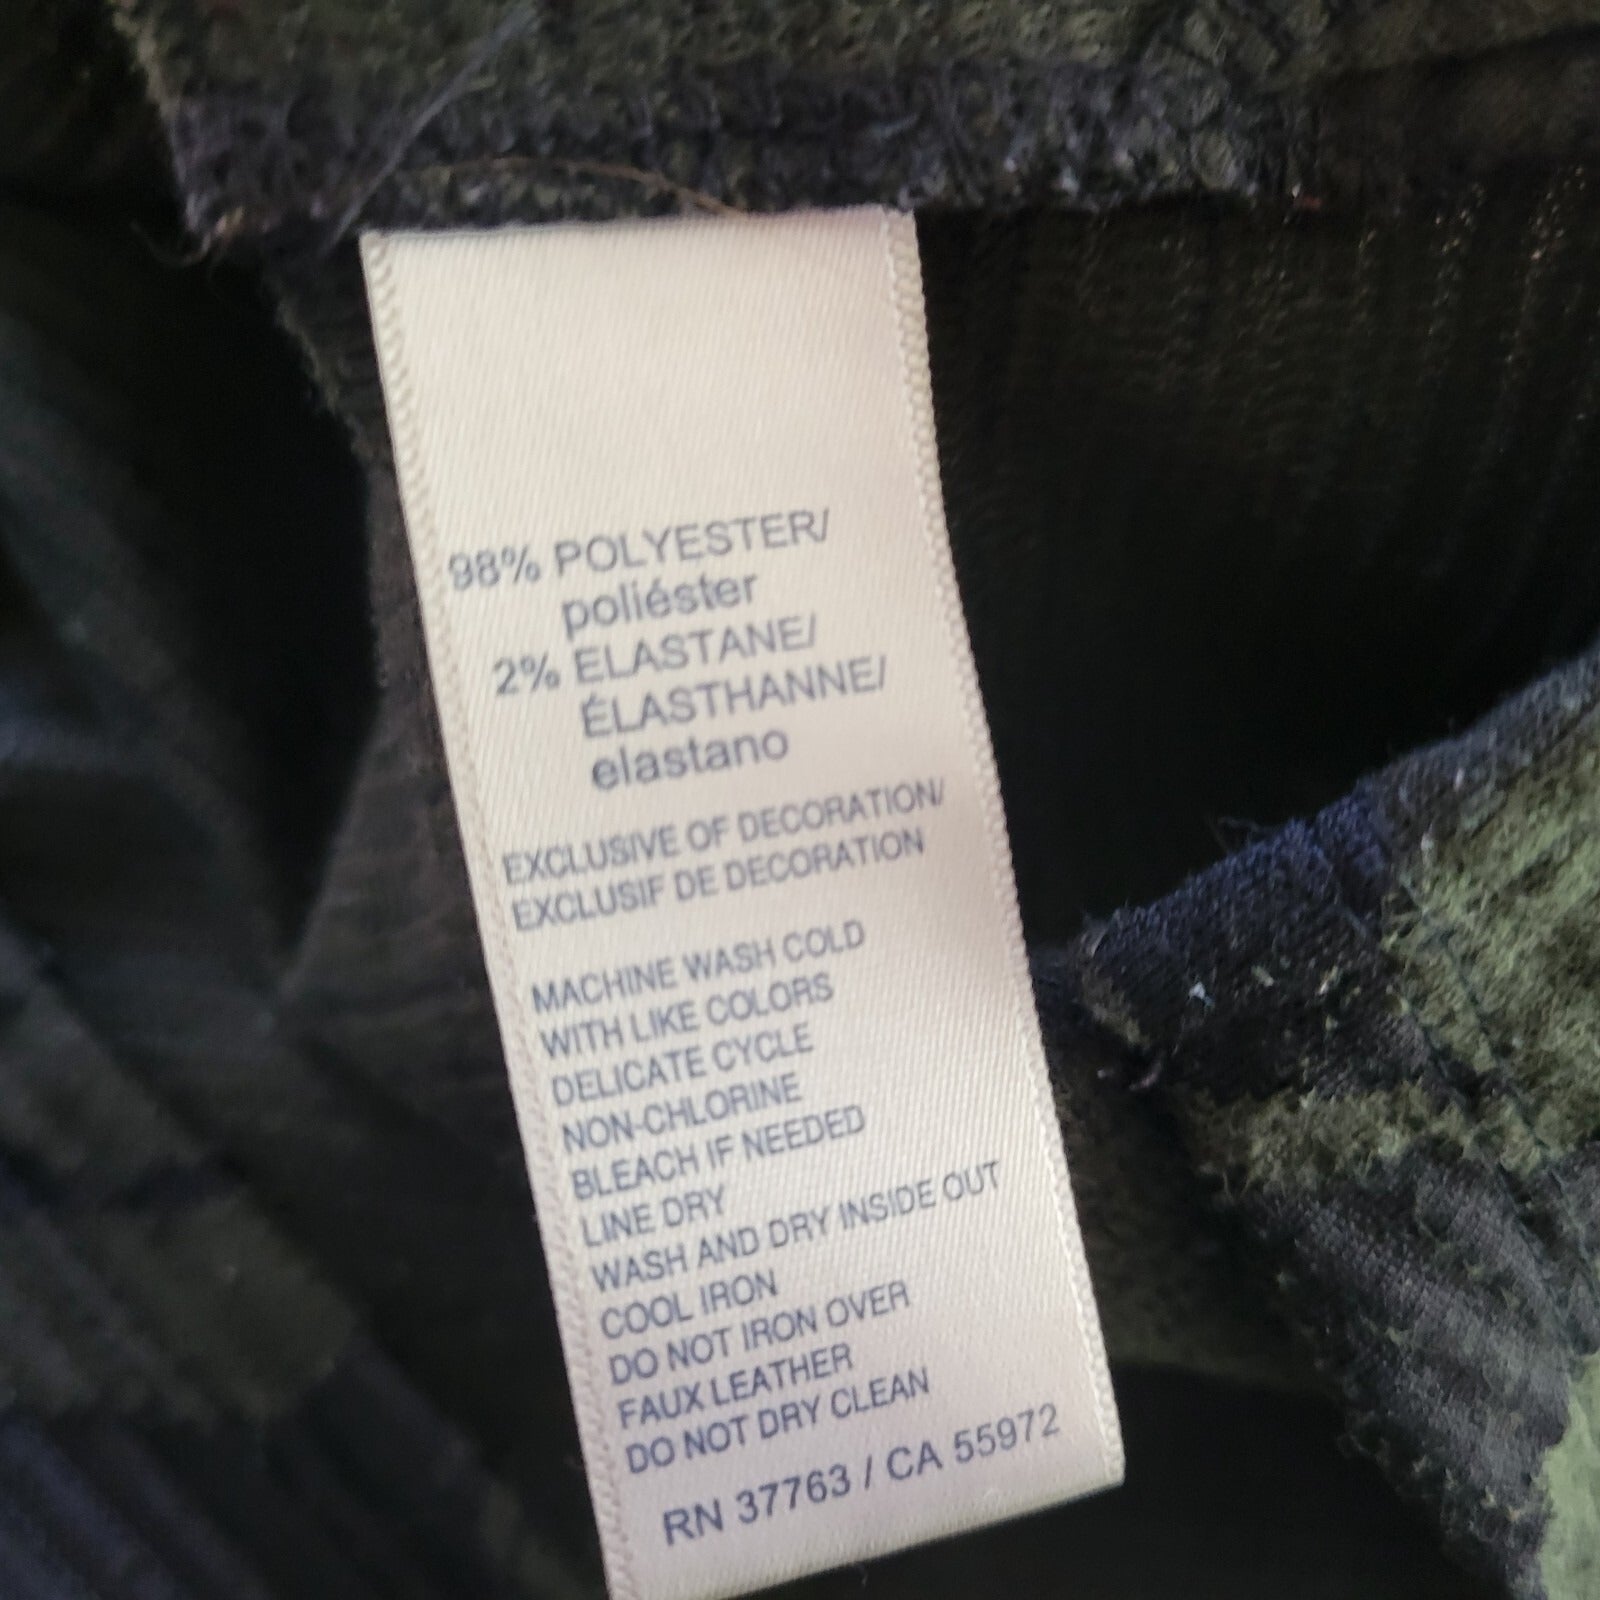 98% POLYESTER/
poliéster
2% ELASTANE/
ÉLASTHANNE/
elastano
EXCLUSIVE OF DECORATION/
EXCLUSIF DE DECORATION
MACHINE WASH COLD
WITH LIKE COLORS
DELICATE CYCLE
NON-CHLORINE
BLEACH IF NEEDED
LINE DRY
WASH AND DRY INSIDE OUT
COOL IRON
DO NOT IRON OVER
FAUX LEATHER
DO NOT DRY CLEAN
RN 37763 / CA 55972